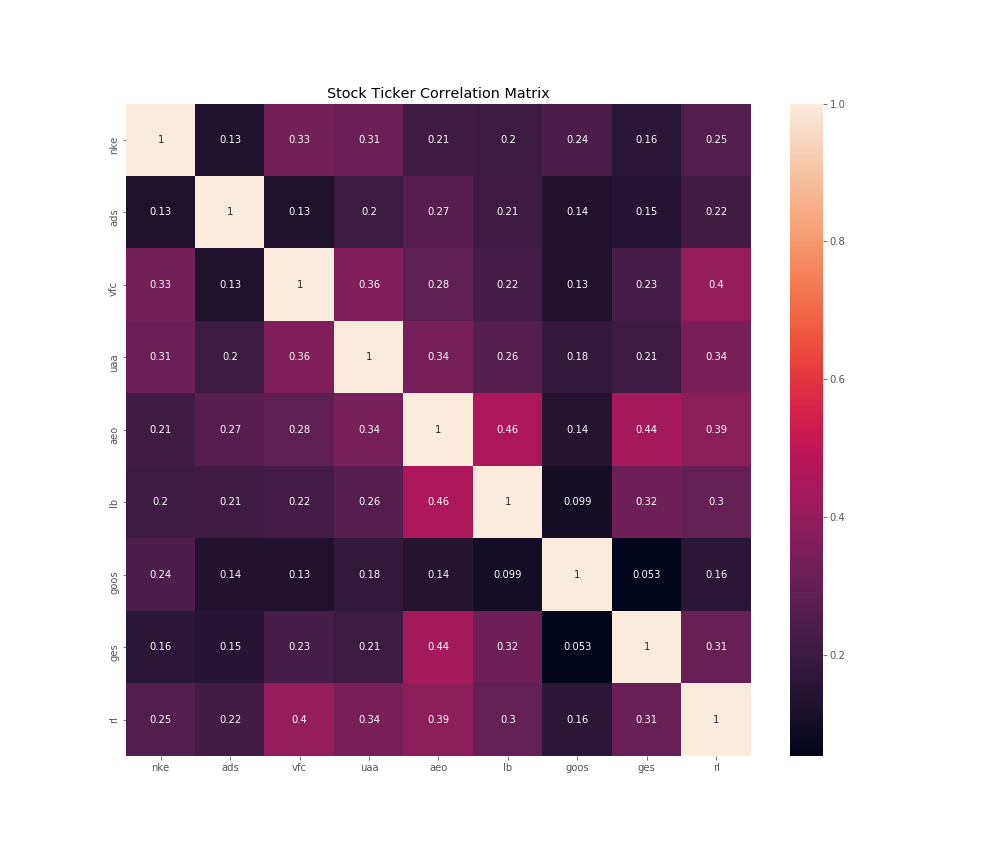 Stock Ticker Correlation Matrix
nke 1 0.13 0.33 0.31 0.21 0.2 0.24 0.16 0.25
ads 0.13 1 0.13 0.2 0.27 0.21 0.14 0.15 0.22
vfc 0.33 0.13 1 0.36 0.28 0.22 0.13 0.23 0.4
uaa 0.31 0.2 0.36 1 0.34 0.26 0.18 0.21 0.34
aeo 0.21 0.27 0.28 0.34 1 0.46 0.14 0.44 0.39
lb 0.2 0.21 0.22 0.26 0.46 1 0.099 0.32 0.3
goos 0.24 0.14 0.13 0.18 0.14 0.099 1 0.053 0.16
ges 0.16 0.15 0.23 0.21 0.44 0.32 0.053 1 0.31
rl 0.25 0.22 0.4 0.34 0.39 0.3 0.16 0.31 1
nke ads vfc uaa aeo lb goos ges rl
1.0
0.8
0.6
0.4
0.2